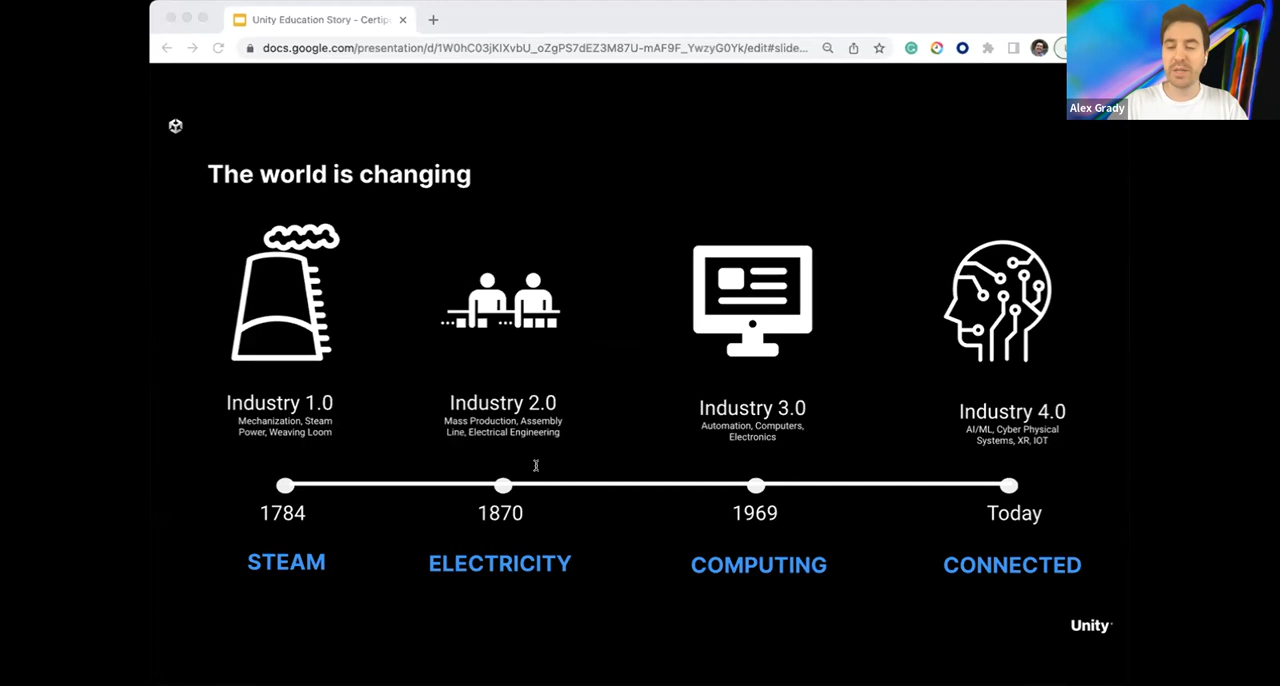 Unity Education Story - Certip
docs.google.com/presentation/d/1W0hC03jKIXvbU_oZgPS7dEZ3M87U-mAF9F_YwzyG0Yk/edit#slide...
Alex Grady
The world is changing
Industry 1.0
Mechanization, Steam
Power, Weaving Loom
Industry 2.0
Mass Production, Assembly
Line, Electrical Engineering
Industry 3.0
Automation, Computers,
Electronics
Industry 4.0
AI/ML, Cyber Physical
Systems, XR, IOT
1784
1870
1969
Today
STEAM
ELECTRICITY
COMPUTING
CONNECTED
Unity